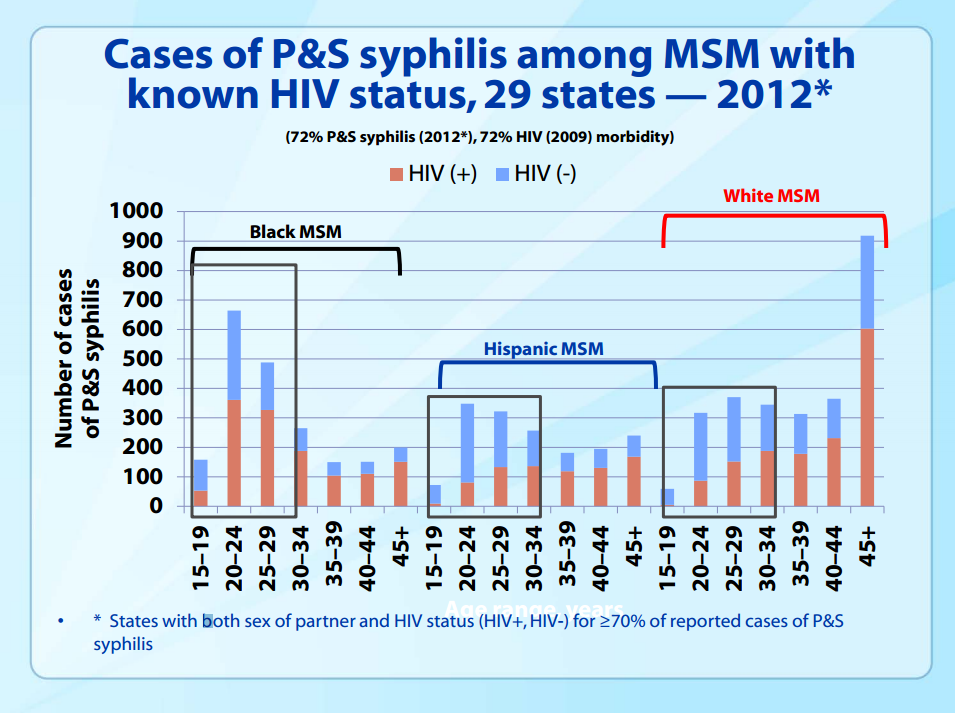 Cases of P&S syphilis among MSM with
known HIV status, 29 states — 2012*
(72% P&S syphilis (2012*), 72% HIV (2009) morbidity)
HIV (+) HIV (-)
White MSM
Black MSM
Hispanic MSM
Number of cases
of P&S syphilis
1000
900
800
700
600
500
400
300
200
100
0
15–19 20–24 25–29 30–34 35–39 40–44 45+ 15–19 20–24 25–29 30–34 35–39 40–44 45+ 15–19 20–24 25–29 30–34 35–39 40–44 45+
Age range, years
• * States with both sex of partner and HIV status (HIV+, HIV-) for ≥70% of reported cases of P&S
syphilis